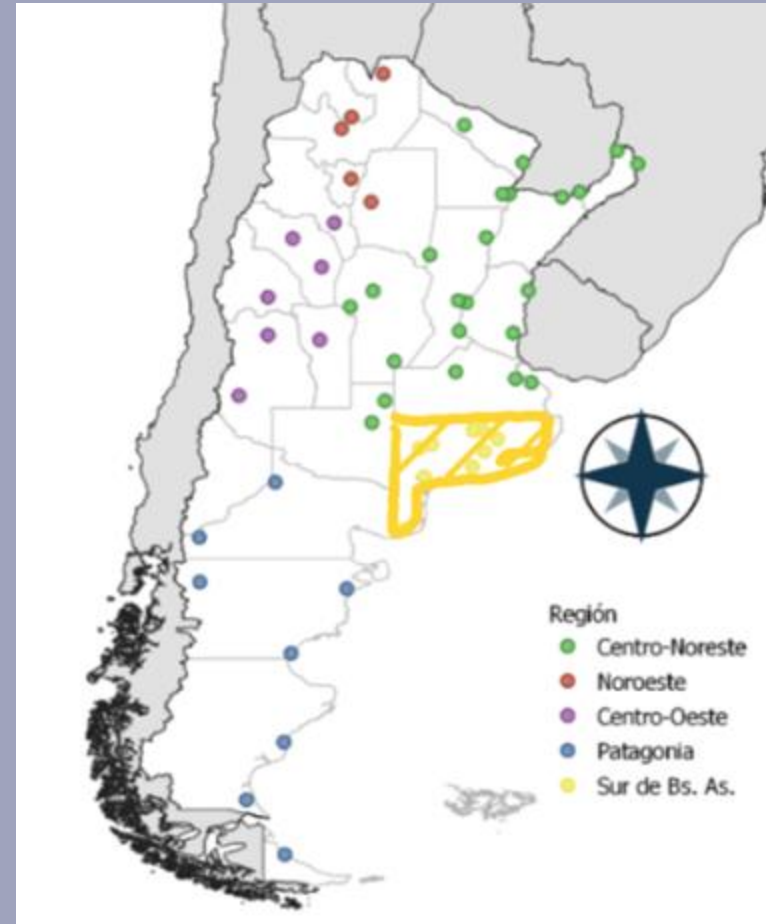 Región
Centro-Noreste
Noroeste
Centro-Oeste
Patagonia
Sur de Bs. As.